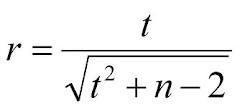 r = t / √(t² + n − 2)